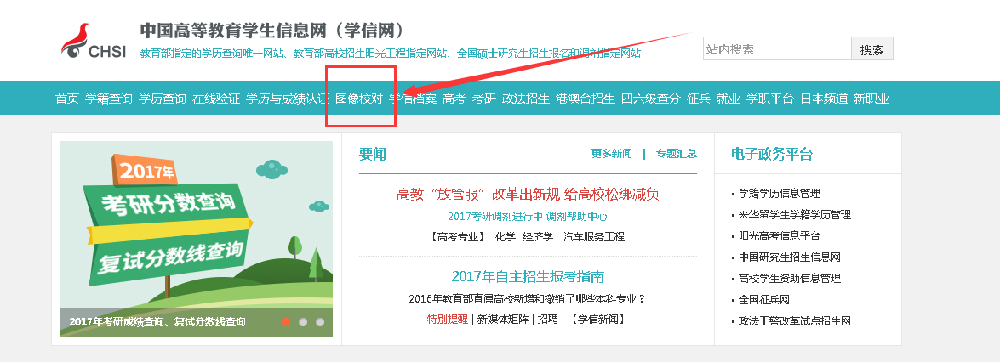 中国高等教育学生信息网（学信网）
CHSI
教育部指定的学历查询唯一网站、教育部高校招生阳光工程指定网站、全国硕士研究生招生报名和调剂指定网站
站内搜索 搜索
首页 学籍查询 学历查询 在线验证 学历与成绩认证 图像校对 学信档案 高考 考研 政法招生 港澳台招生 四六级查分 征兵 就业 学职平台 日本频道 新职业
2017年
考研分数查询
复试分数线查询
2017年考研成绩查询、复试分数线查询
要闻 更多新闻 | 专题汇总
高教“放管服”改革出新规 给高校松绑减负
2017考研调剂进行中 调剂帮助中心
【高考专业】 化学 经济学 汽车服务工程
2017年自主招生报考指南
2016年教育部直属高校新增和撤销了哪些本科专业？
特别提醒 | 新媒体矩阵 | 招聘 | 【学信新闻】
电子政务平台
学籍学历信息管理
来华留学生学籍学历管理
阳光高考信息平台
中国研究生招生信息网
高校学生资助信息管理
全国征兵网
政法干警改革试点招生网